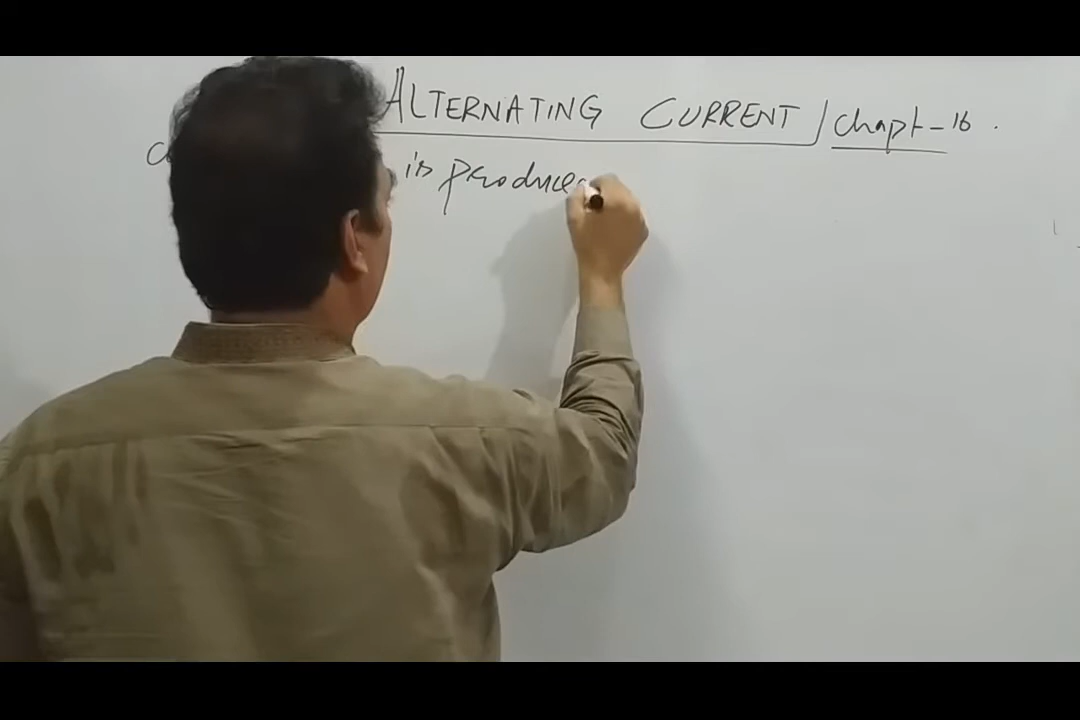 ALTERNATING CURRENT / Chapt-16.
is produce